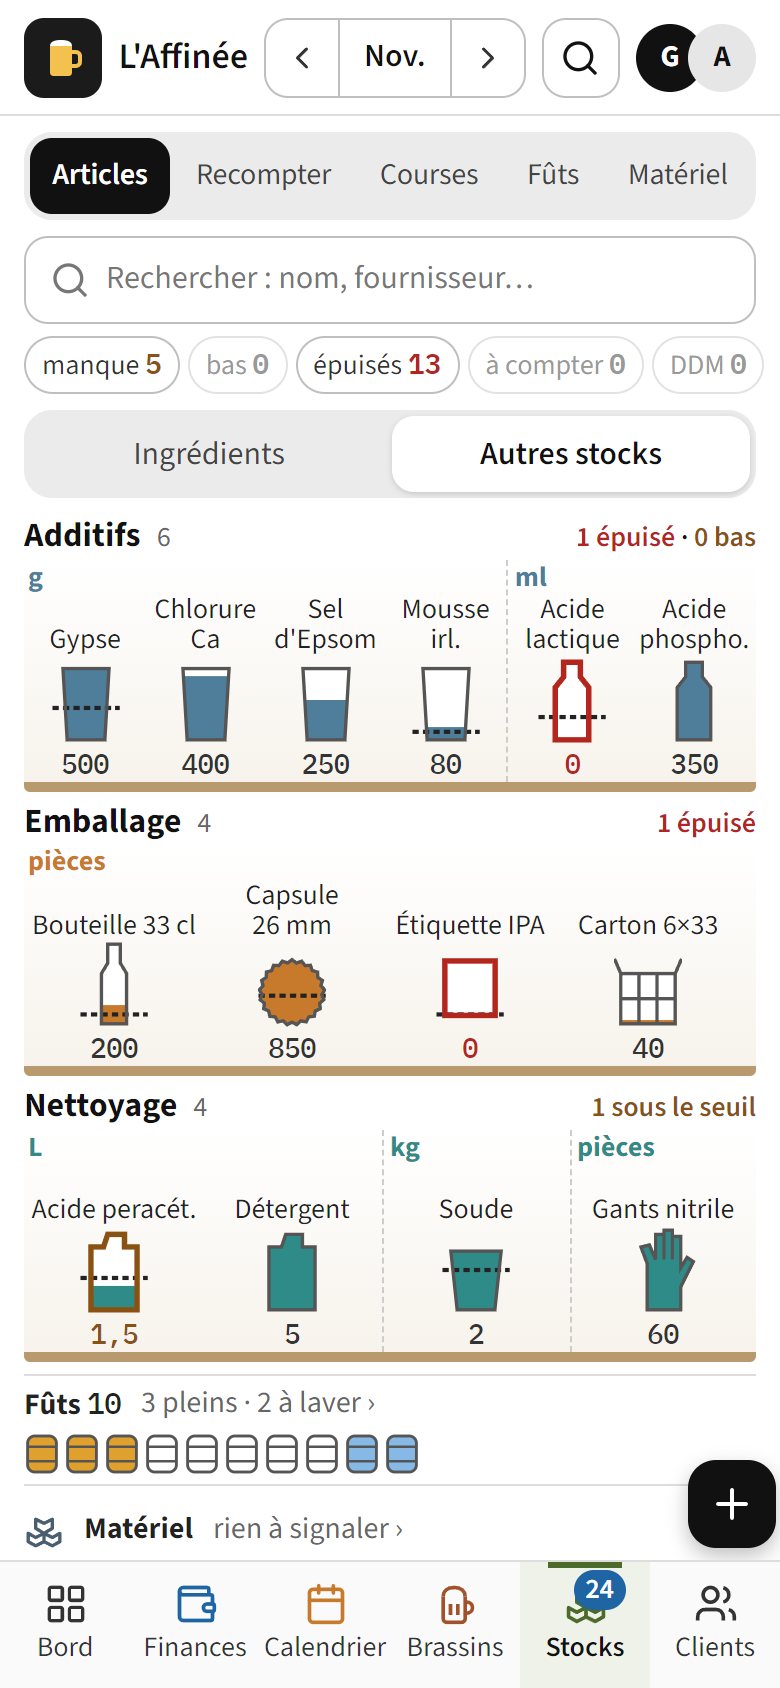 L'Affinée
Nov.
G
A
Articles
Recompter
Courses
Fûts
Matériel
Rechercher : nom, fournisseur…
manque 5
bas 0
épuisés 13
à compter 0
DDM 0
Ingrédients
Autres stocks
Additifs 6
1 épuisé · 0 bas
g
ml
Gypse
Chlorure
Ca
Sel
d'Epsom
Mousse
irl.
Acide
lactique
Acide
phospho.
500
400
250
80
0
350
Emballage 4
1 épuisé
pièces
Bouteille 33 cl
Capsule
26 mm
Étiquette IPA
Carton 6×33
200
850
0
40
Nettoyage 4
1 sous le seuil
L
kg
pièces
Acide peracét.
Détergent
Soude
Gants nitrile
1,5
5
2
60
Fûts 10 3 pleins · 2 à laver ›
Matériel rien à signaler ›
24
Bord
Finances
Calendrier
Brassins
Stocks
Clients